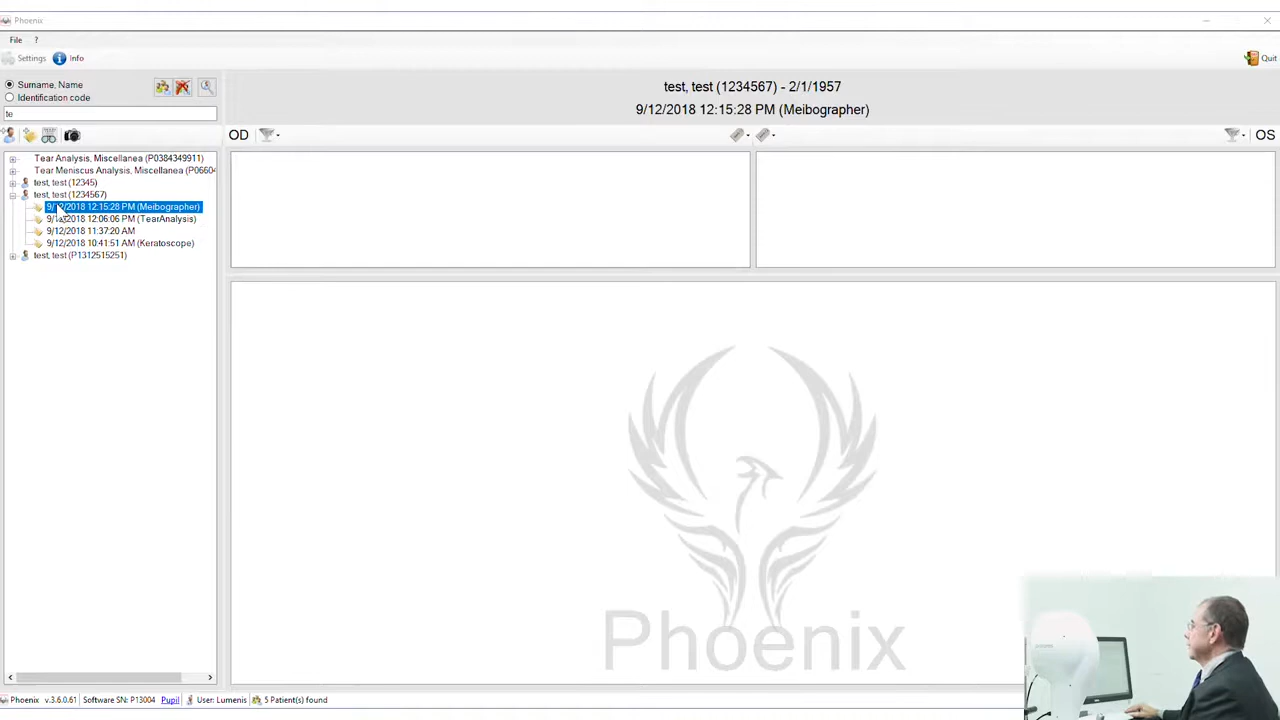 Phoenix
File ?
Settings Info Quit
Surname, Name
Identification code
te
test, test (1234567) - 2/1/1957
9/12/2018 12:15:28 PM (Meibographer)
OD OS
Tear Analysis, Miscellanea (P0384349911)
Tear Meniscus Analysis, Miscellanea (P06604
test, test (12345)
test, test (1234567)
9/12/2018 12:15:28 PM (Meibographer)
9/12/2018 12:06:06 PM (TearAnalysis)
9/12/2018 11:37:20 AM
9/12/2018 10:41:51 AM (Keratoscope)
test, test (P1312515251)
Phoenix
Phoenix v.3.6.0.61 Software SN: P13004 Pupil User: Lumenis 5 Patient(s) found